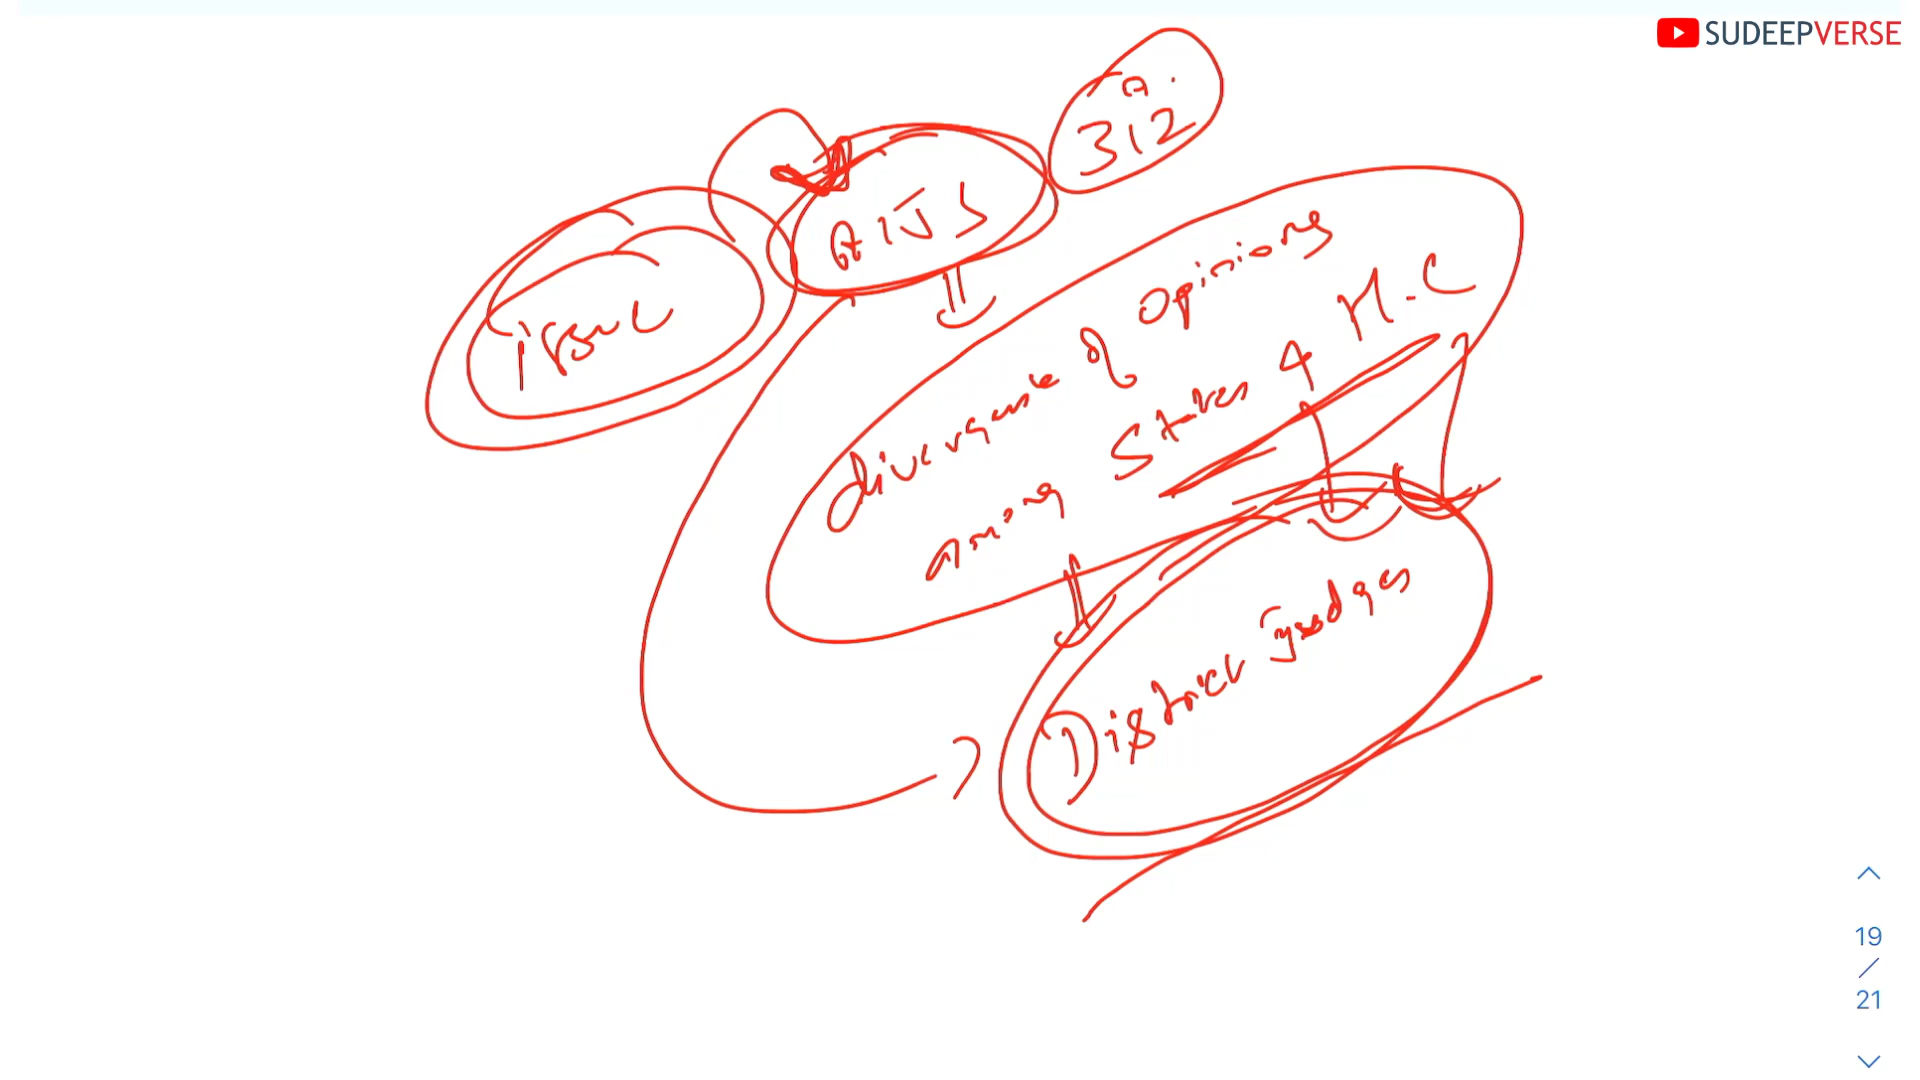 SUDEEPVERSE
A.
312
AIJS
issue
divergence of Opinions
among States & H.C
District Judges
19
/
21